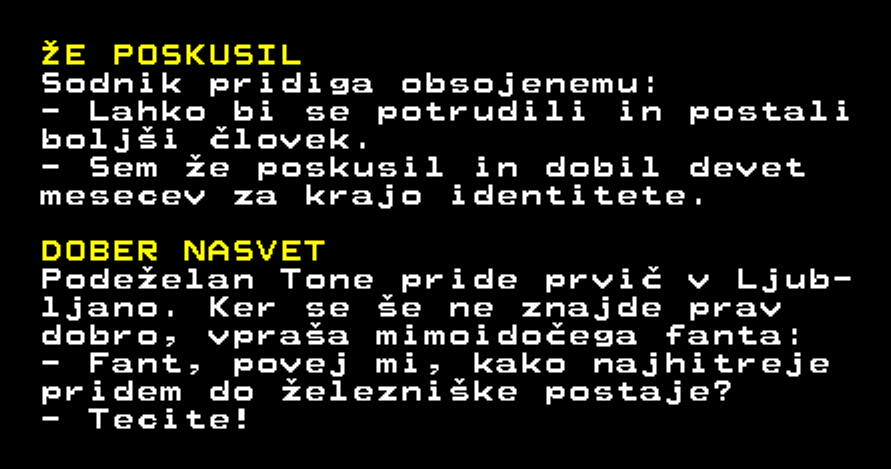 ŽE POSKUSIL
Sodnik pridiga obsojenemu:
- Lahko bi se potrudili in postali
boljši človek.
- Sem že poskusil in dobil devet
mesecev za krajo identitete.
DOBER NASVET
Podeželan Tone pride prvič v Ljub-
ljano. Ker se še ne znajde prav
dobro, vpraša mimoidočega fanta:
- Fant, povej mi, kako najhitreje
pridem do železniške postaje?
- Tecite!